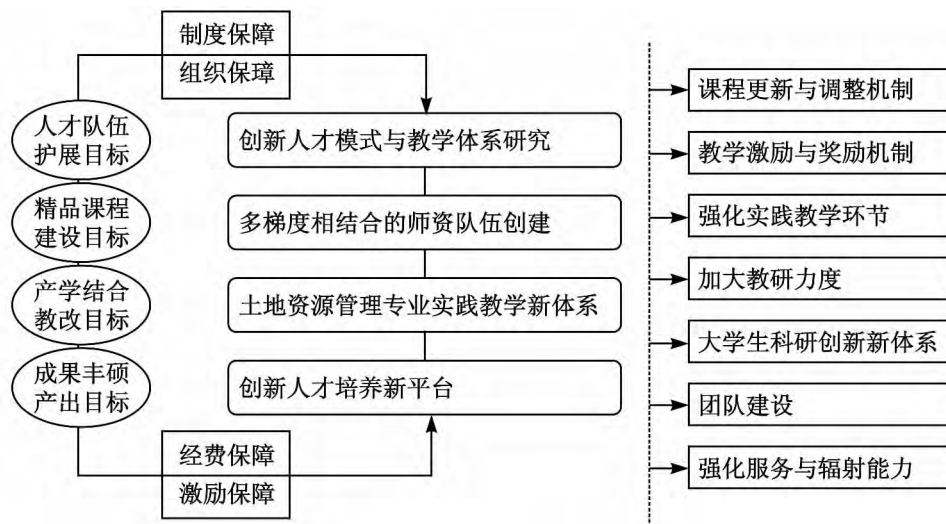 制度保障
组织保璋
人才队伍
护展目标
精品课程
建设目标
产学结合
教改目标
成果丰硕
产出目标
经费保障
激励保障
创新人才模式与教学体系研究
多梯度相结合的师资队伍创建
土地资源管理专业实践教学新体系
创新人才培养新平台
课程更新与调整机制
教学激励与奖励机制
强化实践教学环节
加大教研力度
大学生科研创新新体系
团队建设
强化服务与辐射能力